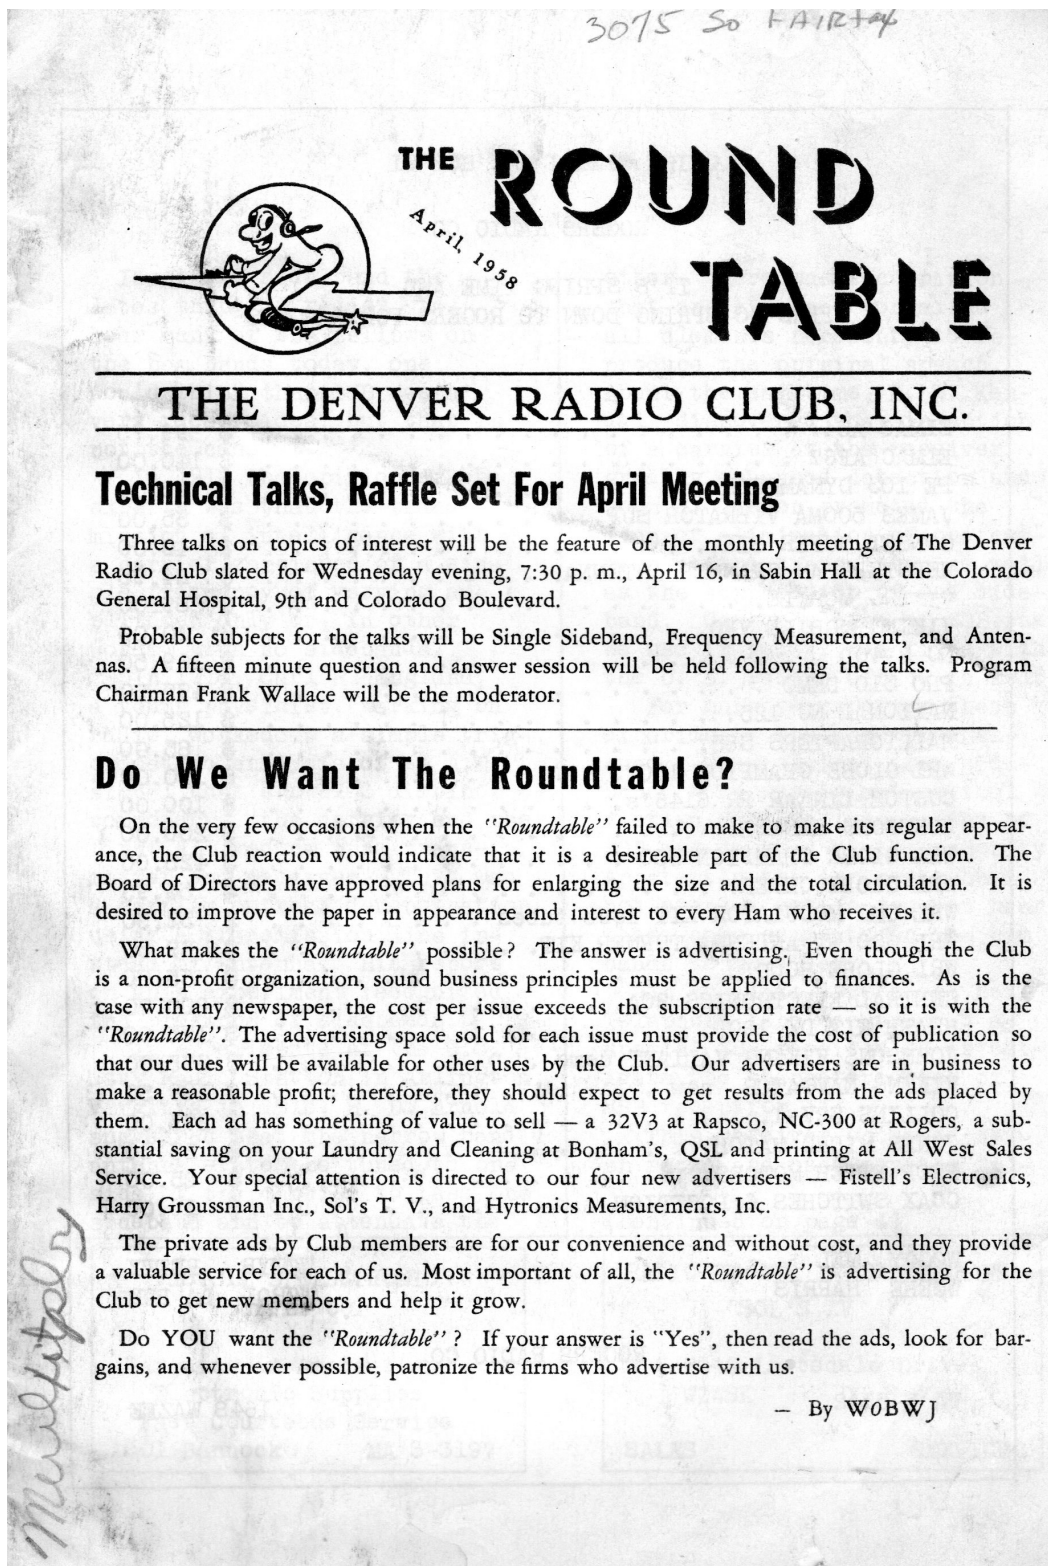 3075 So FAIRfax
THE ROUND
April, 1958
TABLE
THE DENVER RADIO CLUB, INC.
Technical Talks, Raffle Set For April Meeting
Three talks on topics of interest will be the feature of the monthly meeting of The Denver
Radio Club slated for Wednesday evening, 7:30 p. m., April 16, in Sabin Hall at the Colorado
General Hospital, 9th and Colorado Boulevard.
Probable subjects for the talks will be Single Sideband, Frequency Measurement, and Anten-
nas. A fifteen minute question and answer session will be held following the talks. Program
Chairman Frank Wallace will be the moderator.
Do We Want The Roundtable?
On the very few occasions when the "Roundtable" failed to make to make its regular appear-
ance, the Club reaction would indicate that it is a desireable part of the Club function. The
Board of Directors have approved plans for enlarging the size and the total circulation. It is
desired to improve the paper in appearance and interest to every Ham who receives it.
What makes the "Roundtable" possible? The answer is advertising. Even though the Club
is a non-profit organization, sound business principles must be applied to finances. As is the
case with any newspaper, the cost per issue exceeds the subscription rate — so it is with the
"Roundtable". The advertising space sold for each issue must provide the cost of publication so
that our dues will be available for other uses by the Club. Our advertisers are in business to
make a reasonable profit; therefore, they should expect to get results from the ads placed by
them. Each ad has something of value to sell — a 32V3 at Rapsco, NC-300 at Rogers, a sub-
stantial saving on your Laundry and Cleaning at Bonham's, QSL and printing at All West Sales
Service. Your special attention is directed to our four new advertisers — Fistell's Electronics,
Harry Groussman Inc., Sol's T. V., and Hytronics Measurements, Inc.
The private ads by Club members are for our convenience and without cost, and they provide
a valuable service for each of us. Most important of all, the "Roundtable" is advertising for the
Club to get new members and help it grow.
Do YOU want the "Roundtable" ? If your answer is "Yes", then read the ads, look for bar-
gains, and whenever possible, patronize the firms who advertise with us.
— By W0BWJ